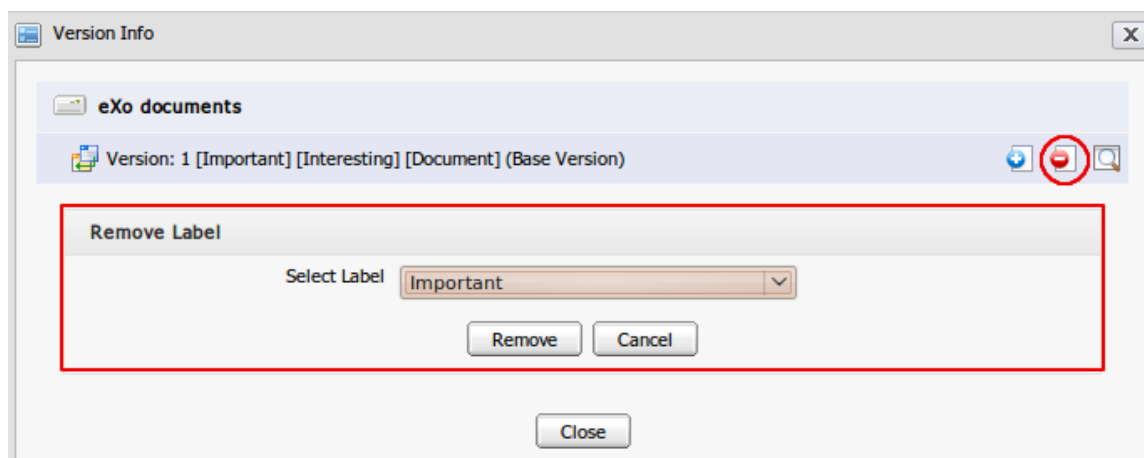 Version Info
X
eXo documents
Version: 1 [Important] [Interesting] [Document] (Base Version)
Remove Label
Select Label Important
Remove Cancel
Close